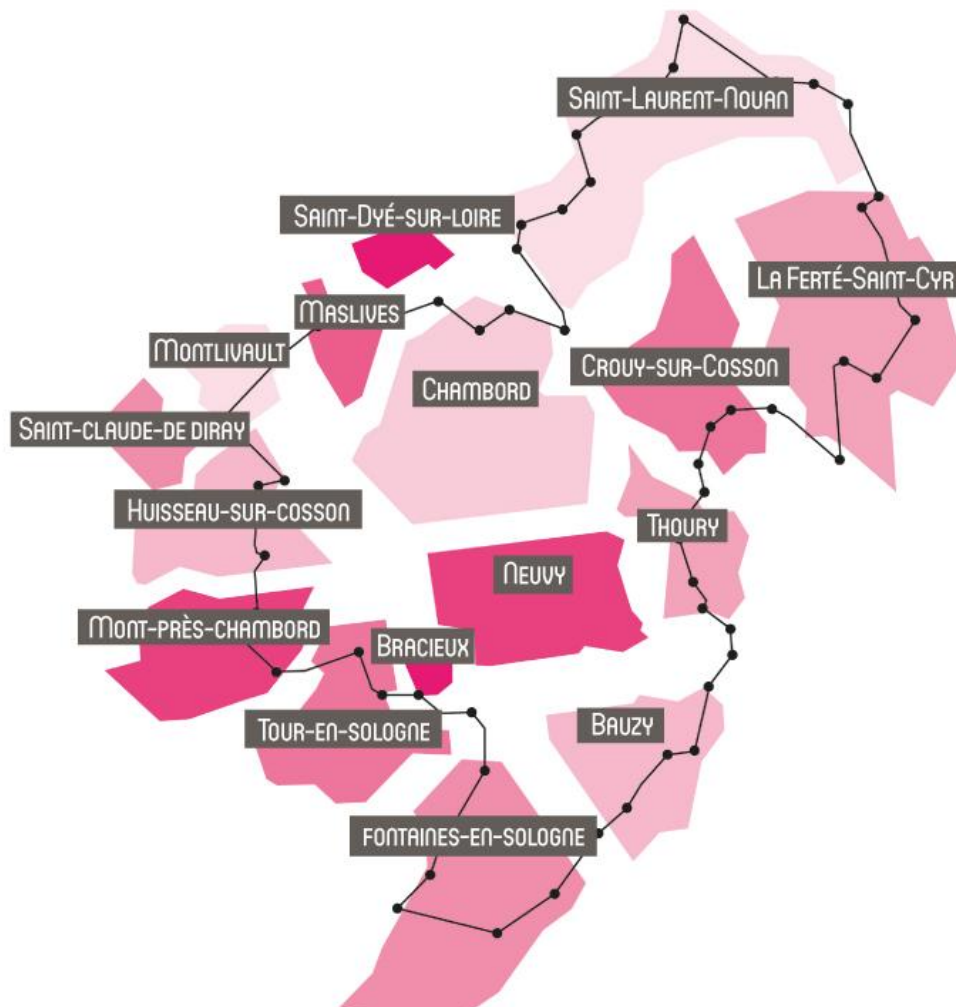 Saint-Laurent-Nouan
Saint-Dyé-sur-loire
La Ferté-Saint-Cyr
Maslives
Montlivault
Crouy-sur-Cosson
Chambord
Saint-claude-de diray
Huisseau-sur-cosson
Thoury
Neuvy
Mont-près-chambord
Bracieux
Tour-en-sologne
Bauzy
fontaines-en-sologne